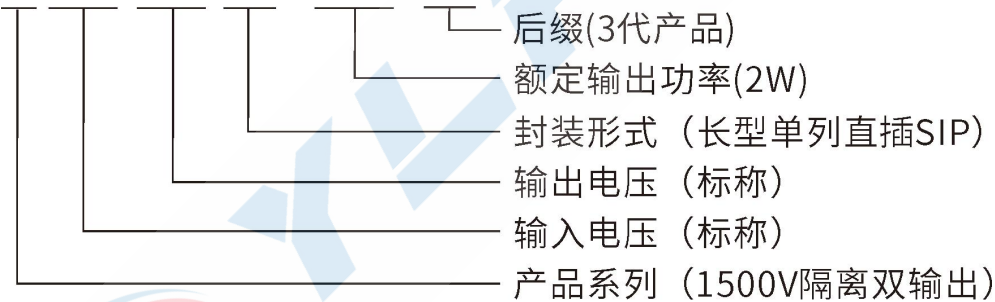 后缀(3代产品)
额定输出功率(2W)
封装形式（长型单列直插SIP）
输出电压（标称）
输入电压（标称）
产品系列（1500V隔离双输出）